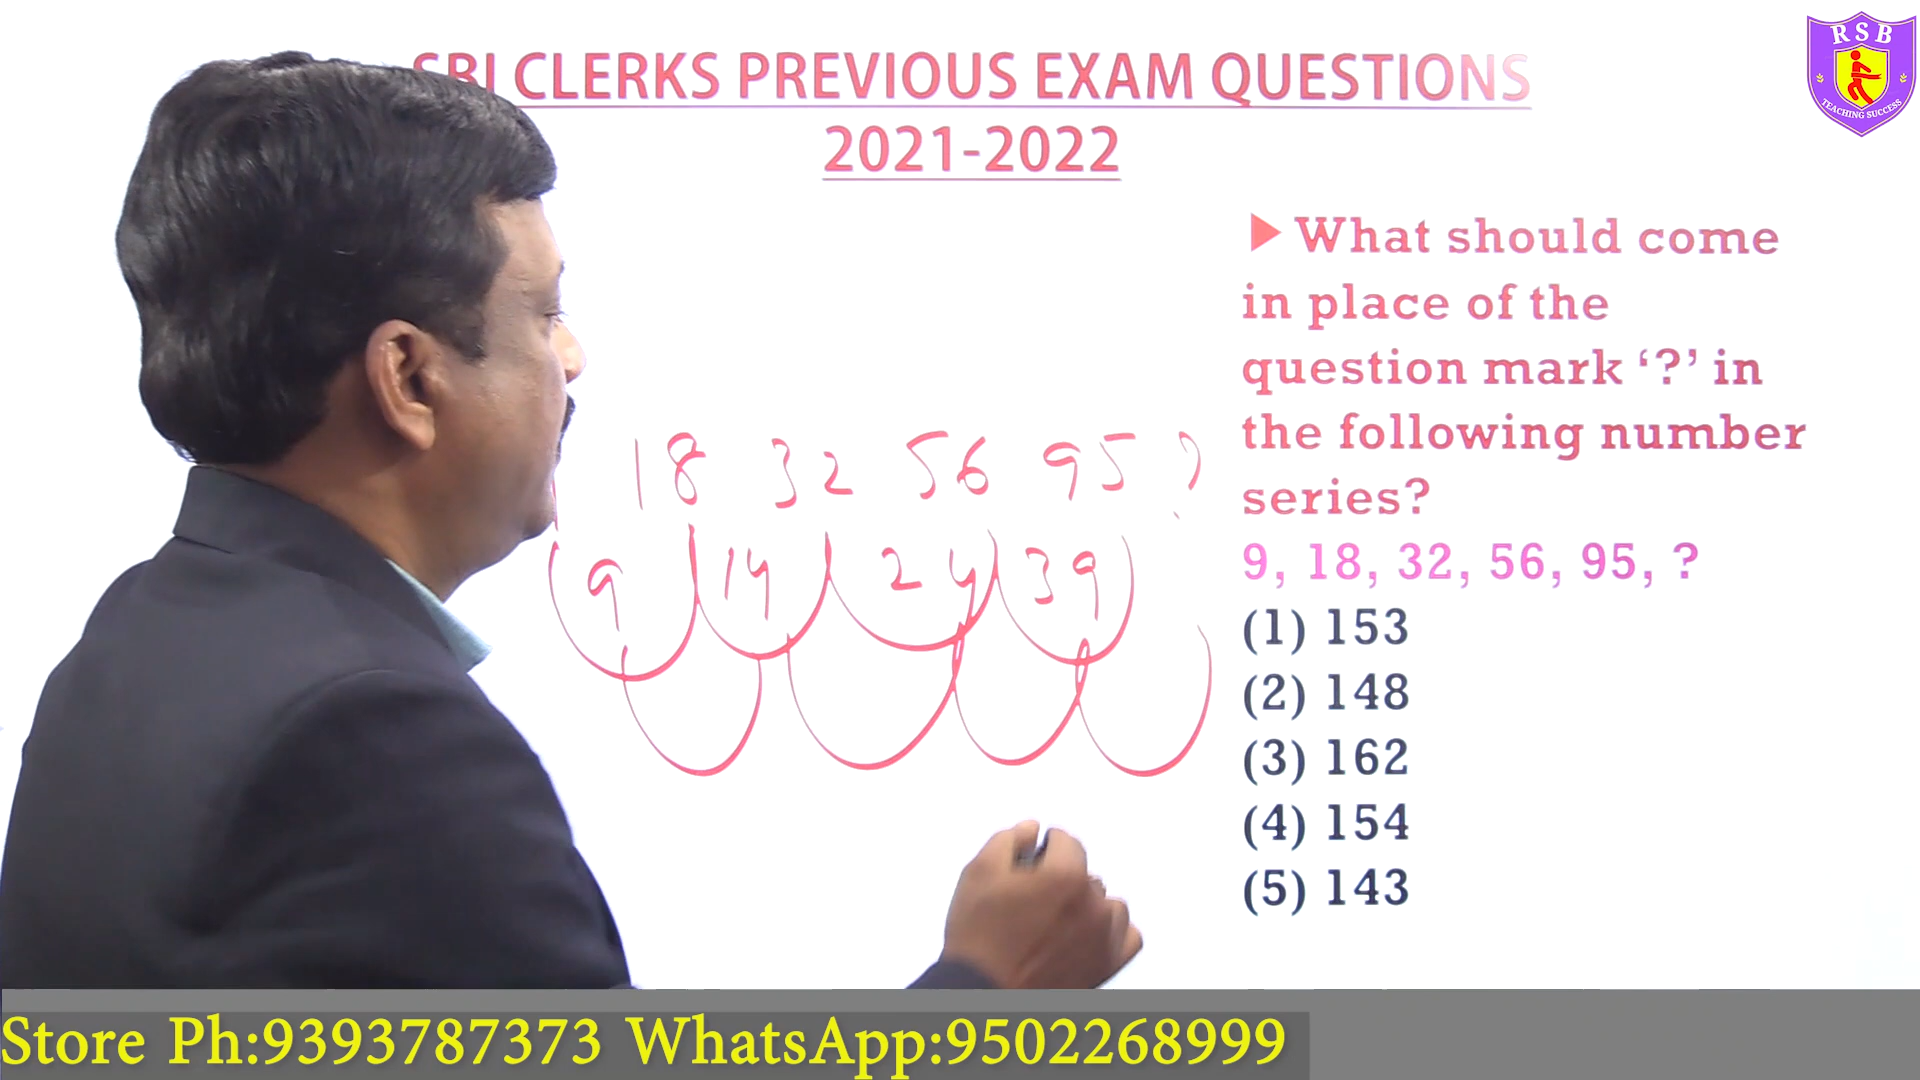 SBI CLERKS PREVIOUS EXAM QUESTIONS
2021-2022
RSB
TEACHING SUCCESS
What should come
in place of the
question mark ‘?’ in
the following number
series?
9, 18, 32, 56, 95, ?
(1) 153
(2) 148
(3) 162
(4) 154
(5) 143
18 32 56 95 ?
9 14 24 39
Store Ph:9393787373 WhatsApp:9502268999